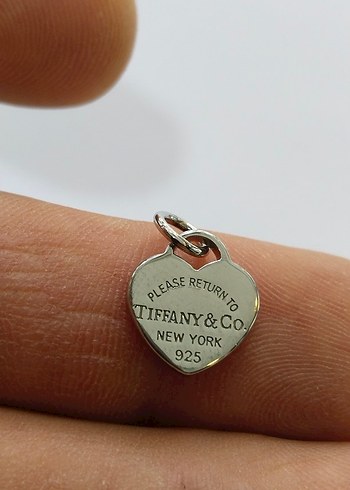 PLEASE RETURN TO
TIFFANY & CO.
NEW YORK
925